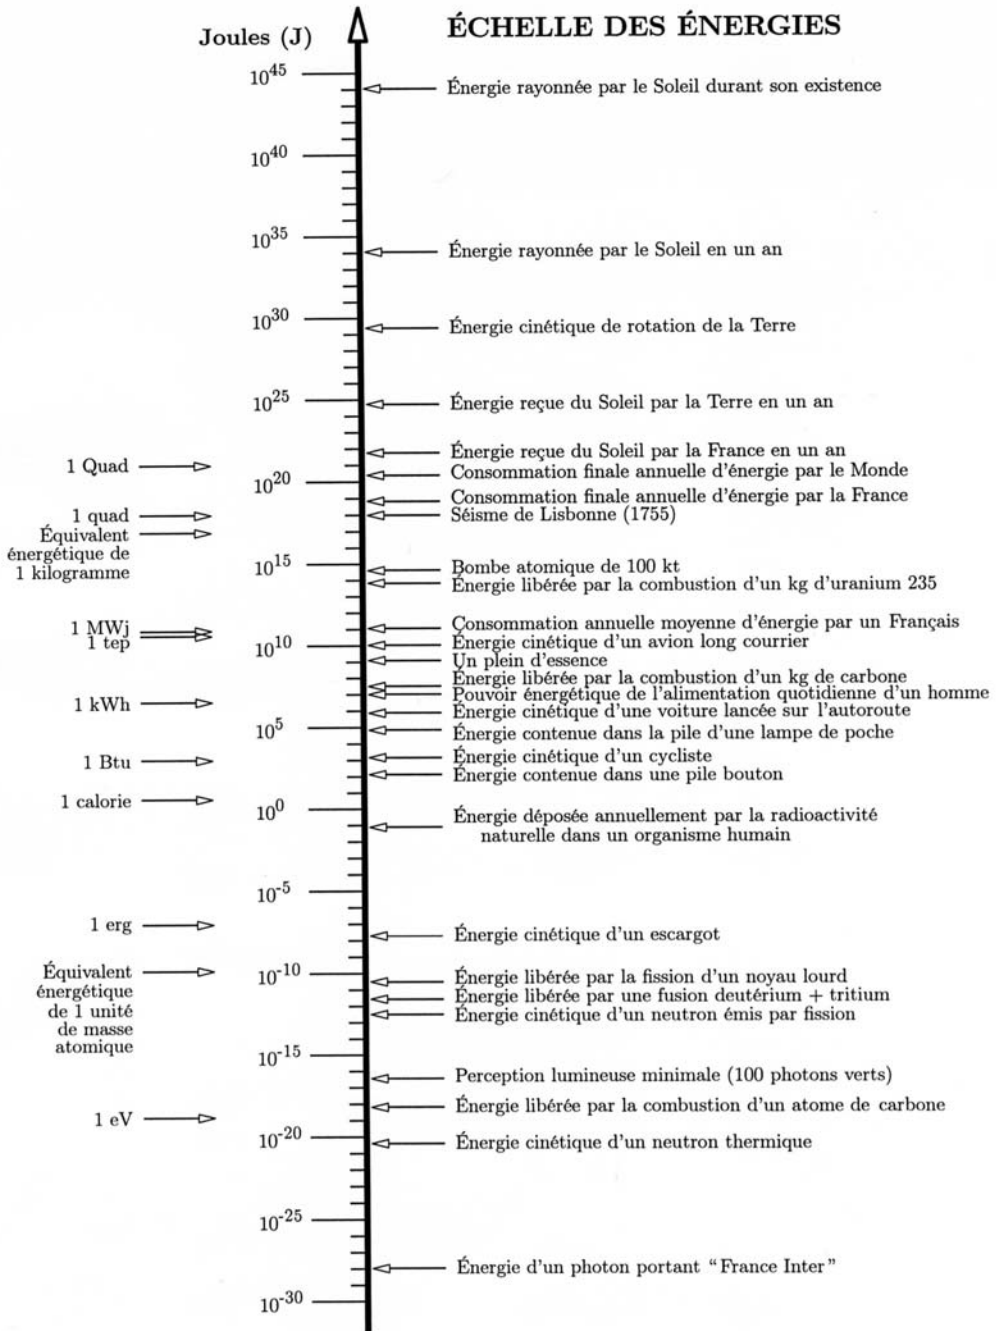 ÉCHELLE DES ÉNERGIES
Joules (J)
10^45
Énergie rayonnée par le Soleil durant son existence
10^40
10^35
Énergie rayonnée par le Soleil en un an
10^30
Énergie cinétique de rotation de la Terre
10^25
Énergie reçue du Soleil par la Terre en un an
Énergie reçue du Soleil par la France en un an
1 Quad
Consommation finale annuelle d'énergie par le Monde
10^20
Consommation finale annuelle d'énergie par la France
1 quad
Séisme de Lisbonne (1755)
Équivalent
énergétique de
1 kilogramme
10^15
Bombe atomique de 100 kt
Énergie libérée par la combustion d'un kg d'uranium 235
1 MWj
1 tep
Consommation annuelle moyenne d'énergie par un Français
10^10
Énergie cinétique d'un avion long courrier
Un plein d'essence
Énergie libérée par la combustion d'un kg de carbone
Pouvoir énergétique de l'alimentation quotidienne d'un homme
1 kWh
Énergie cinétique d'une voiture lancée sur l'autoroute
10^5
Énergie contenue dans la pile d'une lampe de poche
1 Btu
Énergie cinétique d'un cycliste
Énergie contenue dans une pile bouton
1 calorie
10^0
Énergie déposée annuellement par la radioactivité
naturelle dans un organisme humain
10^-5
1 erg
Énergie cinétique d'un escargot
Équivalent
énergétique
de 1 unité
de masse
atomique
10^-10
Énergie libérée par la fission d'un noyau lourd
Énergie libérée par une fusion deutérium + tritium
Énergie cinétique d'un neutron émis par fission
10^-15
Perception lumineuse minimale (100 photons verts)
Énergie libérée par la combustion d'un atome de carbone
1 eV
10^-20
Énergie cinétique d'un neutron thermique
10^-25
Énergie d'un photon portant "France Inter"
10^-30